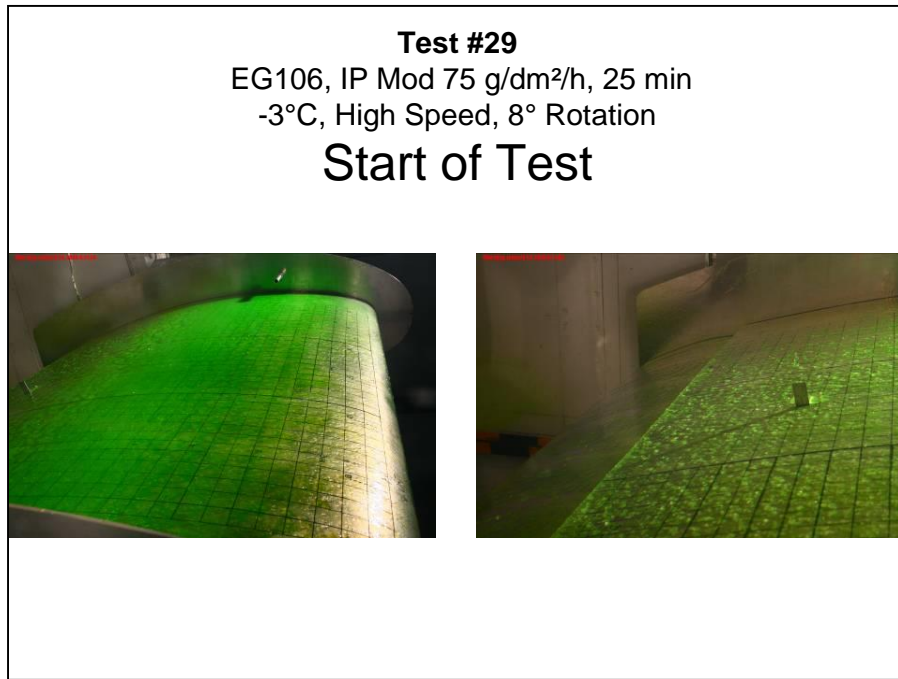 Test #29
EG106, IP Mod 75 g/dm²/h, 25 min
-3°C, High Speed, 8° Rotation
Start of Test